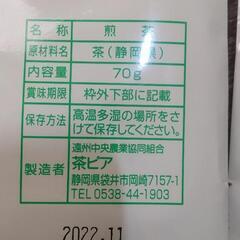 名称 煎茶
原材料名 茶(静岡県)
内容量 70g
賞味期限 枠外下部に記載
保存方法 高温多湿の場所をさ
けて保存してください。
製造者 遠州中央農業協同組合
茶ピア
静岡県袋井市岡崎7157-1
TEL 0538-44-1903
2022.11